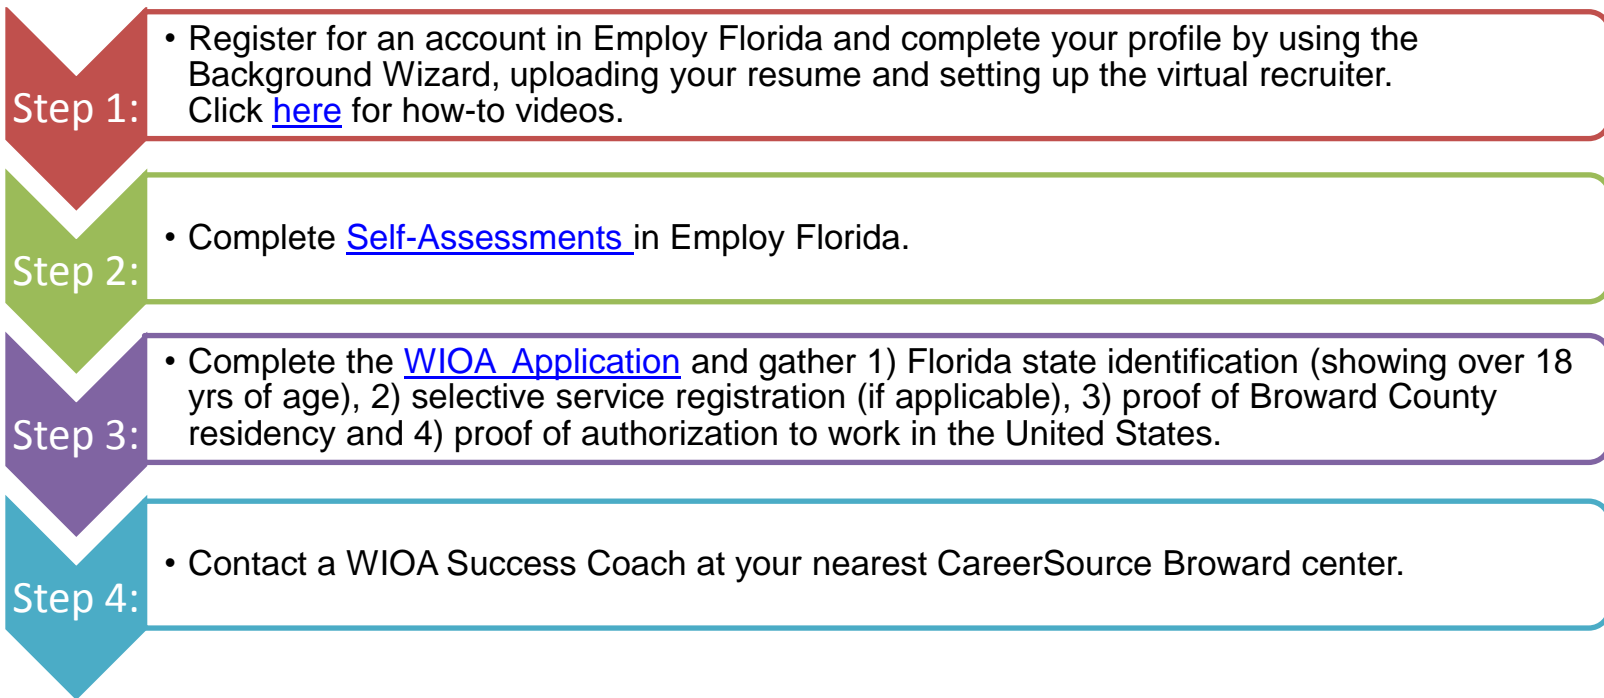 Step 1:
• Register for an account in Employ Florida and complete your profile by using the
Background Wizard, uploading your resume and setting up the virtual recruiter.
Click here for how-to videos.
Step 2:
• Complete Self-Assessments in Employ Florida.
Step 3:
• Complete the WIOA Application and gather 1) Florida state identification (showing over 18
yrs of age), 2) selective service registration (if applicable), 3) proof of Broward County
residency and 4) proof of authorization to work in the United States.
Step 4:
• Contact a WIOA Success Coach at your nearest CareerSource Broward center.